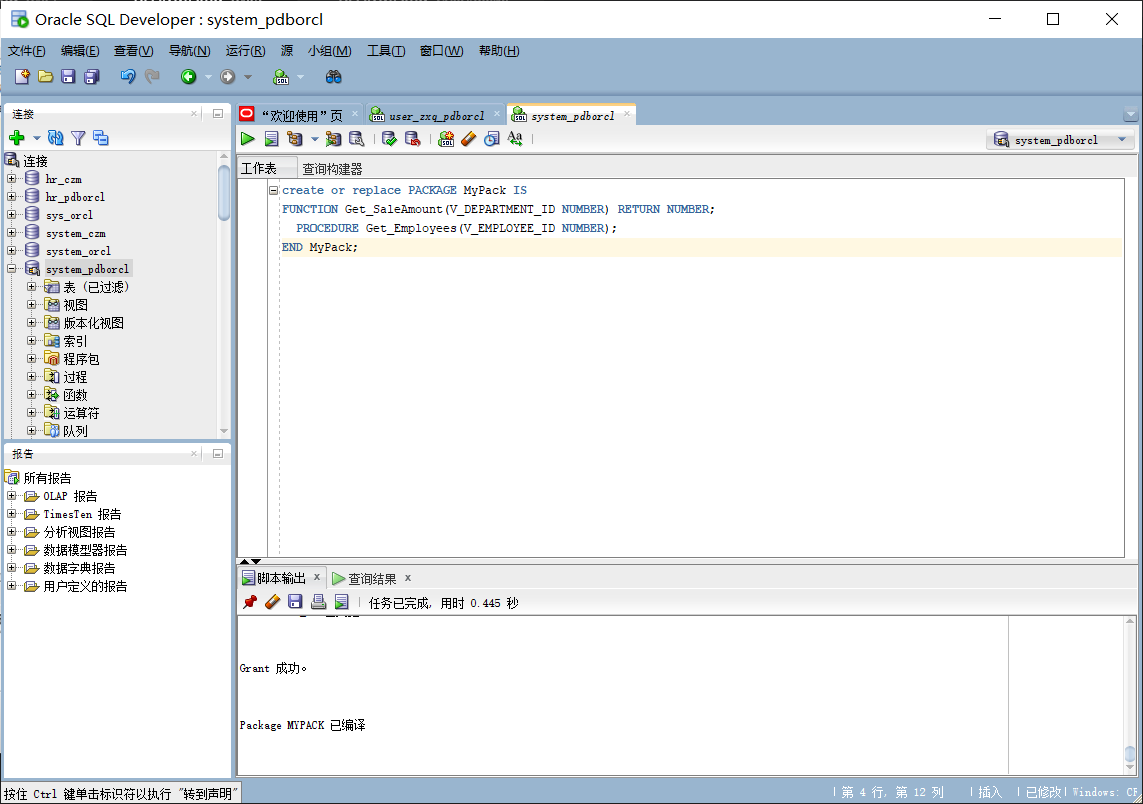 Oracle SQL Developer : system_pdborcl
文件(F) 编辑(E) 查看(V) 导航(N) 运行(R) 源 小组(M) 工具(T) 窗口(W) 帮助(H)
连接
连接
hr_czm
hr_pdborcl
sys_orcl
system_czm
system_orcl
system_pdborcl
表 (已过滤)
视图
版本化视图
索引
程序包
过程
函数
运算符
队列
报告
所有报告
OLAP 报告
TimesTen 报告
分析视图报告
数据模型器报告
数据字典报告
用户定义的报告
“欢迎使用”页 user_zxq_pdborcl system_pdborcl
system_pdborcl
工作表 查询构建器
create or replace PACKAGE MyPack IS
FUNCTION Get_SaleAmount(V_DEPARTMENT_ID NUMBER) RETURN NUMBER;
PROCEDURE Get_Employees(V_EMPLOYEE_ID NUMBER);
END MyPack;
脚本输出 查询结果
任务已完成, 用时 0.445 秒
Grant 成功。
Package MYPACK 已编译
按住 Ctrl 键单击标识符以执行 "转到声明"
第 4 行, 第 12 列 插入 已修改 Windows: CR